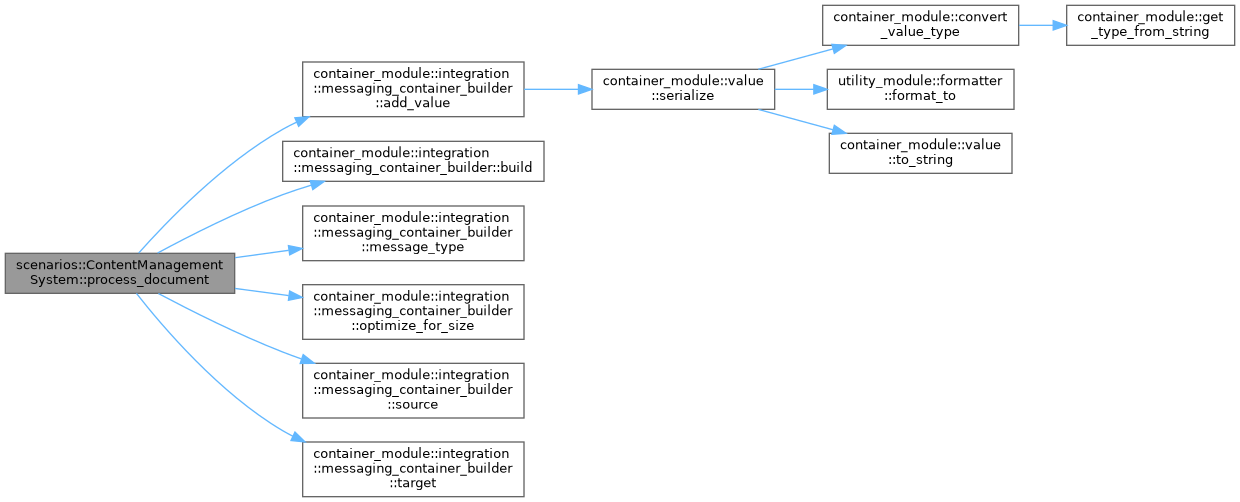 scenarios::ContentManagement
System::process_document
container_module::integration
::messaging_container_builder
::add_value
container_module::value
::serialize
container_module::convert
_value_type
container_module::get
_type_from_string
utility_module::formatter
::format_to
container_module::value
::to_string
container_module::integration
::messaging_container_builder::build
container_module::integration
::messaging_container_builder
::message_type
container_module::integration
::messaging_container_builder
::optimize_for_size
container_module::integration
::messaging_container_builder
::source
container_module::integration
::messaging_container_builder
::target